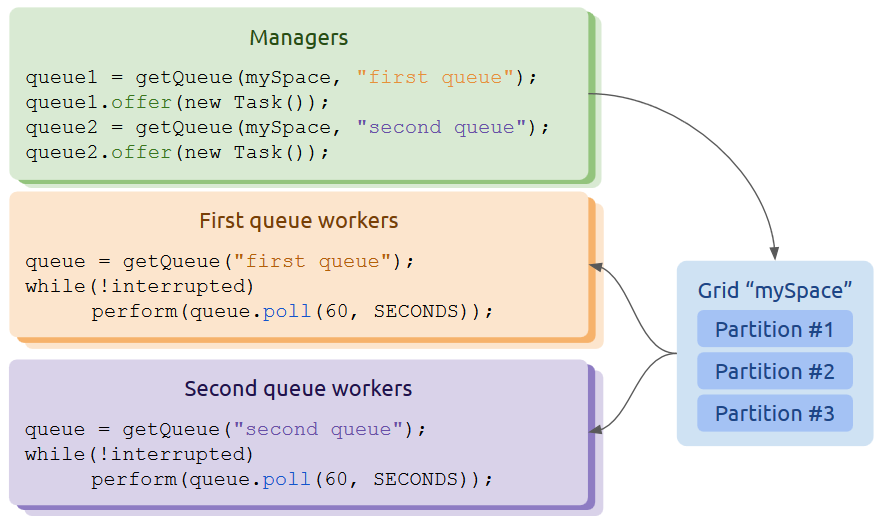 Managers
queue1 = getQueue(mySpace, "first queue");
queue1.offer(new Task());
queue2 = getQueue(mySpace, "second queue");
queue2.offer(new Task());
First queue workers
queue = getQueue("first queue");
while(!interrupted)
perform(queue.poll(60, SECONDS));
Second queue workers
queue = getQueue("second queue");
while(!interrupted)
perform(queue.poll(60, SECONDS));
Grid “mySpace”
Partition #1
Partition #2
Partition #3